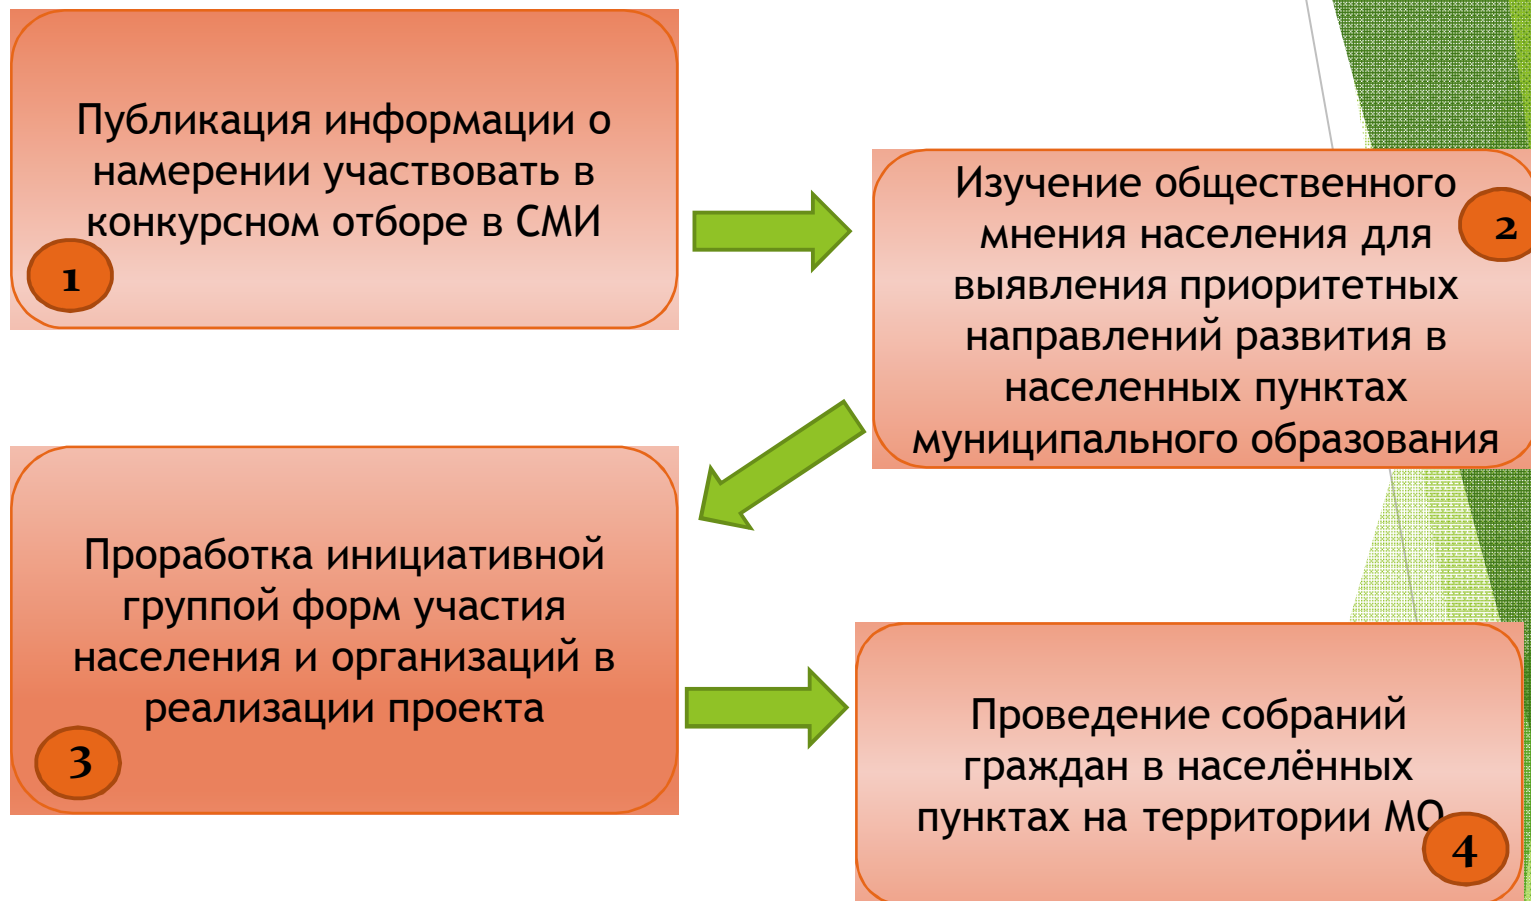 Публикация информации о
намерении участвовать в
конкурсном отборе в СМИ
1
Изучение общественного
мнения населения для
выявления приоритетных
направлений развития в
населенных пунктах
муниципального образования
2
Проработка инициативной
группой форм участия
населения и организаций в
реализации проекта
3
Проведение собраний
граждан в населённых
пунктах на территории МО
4